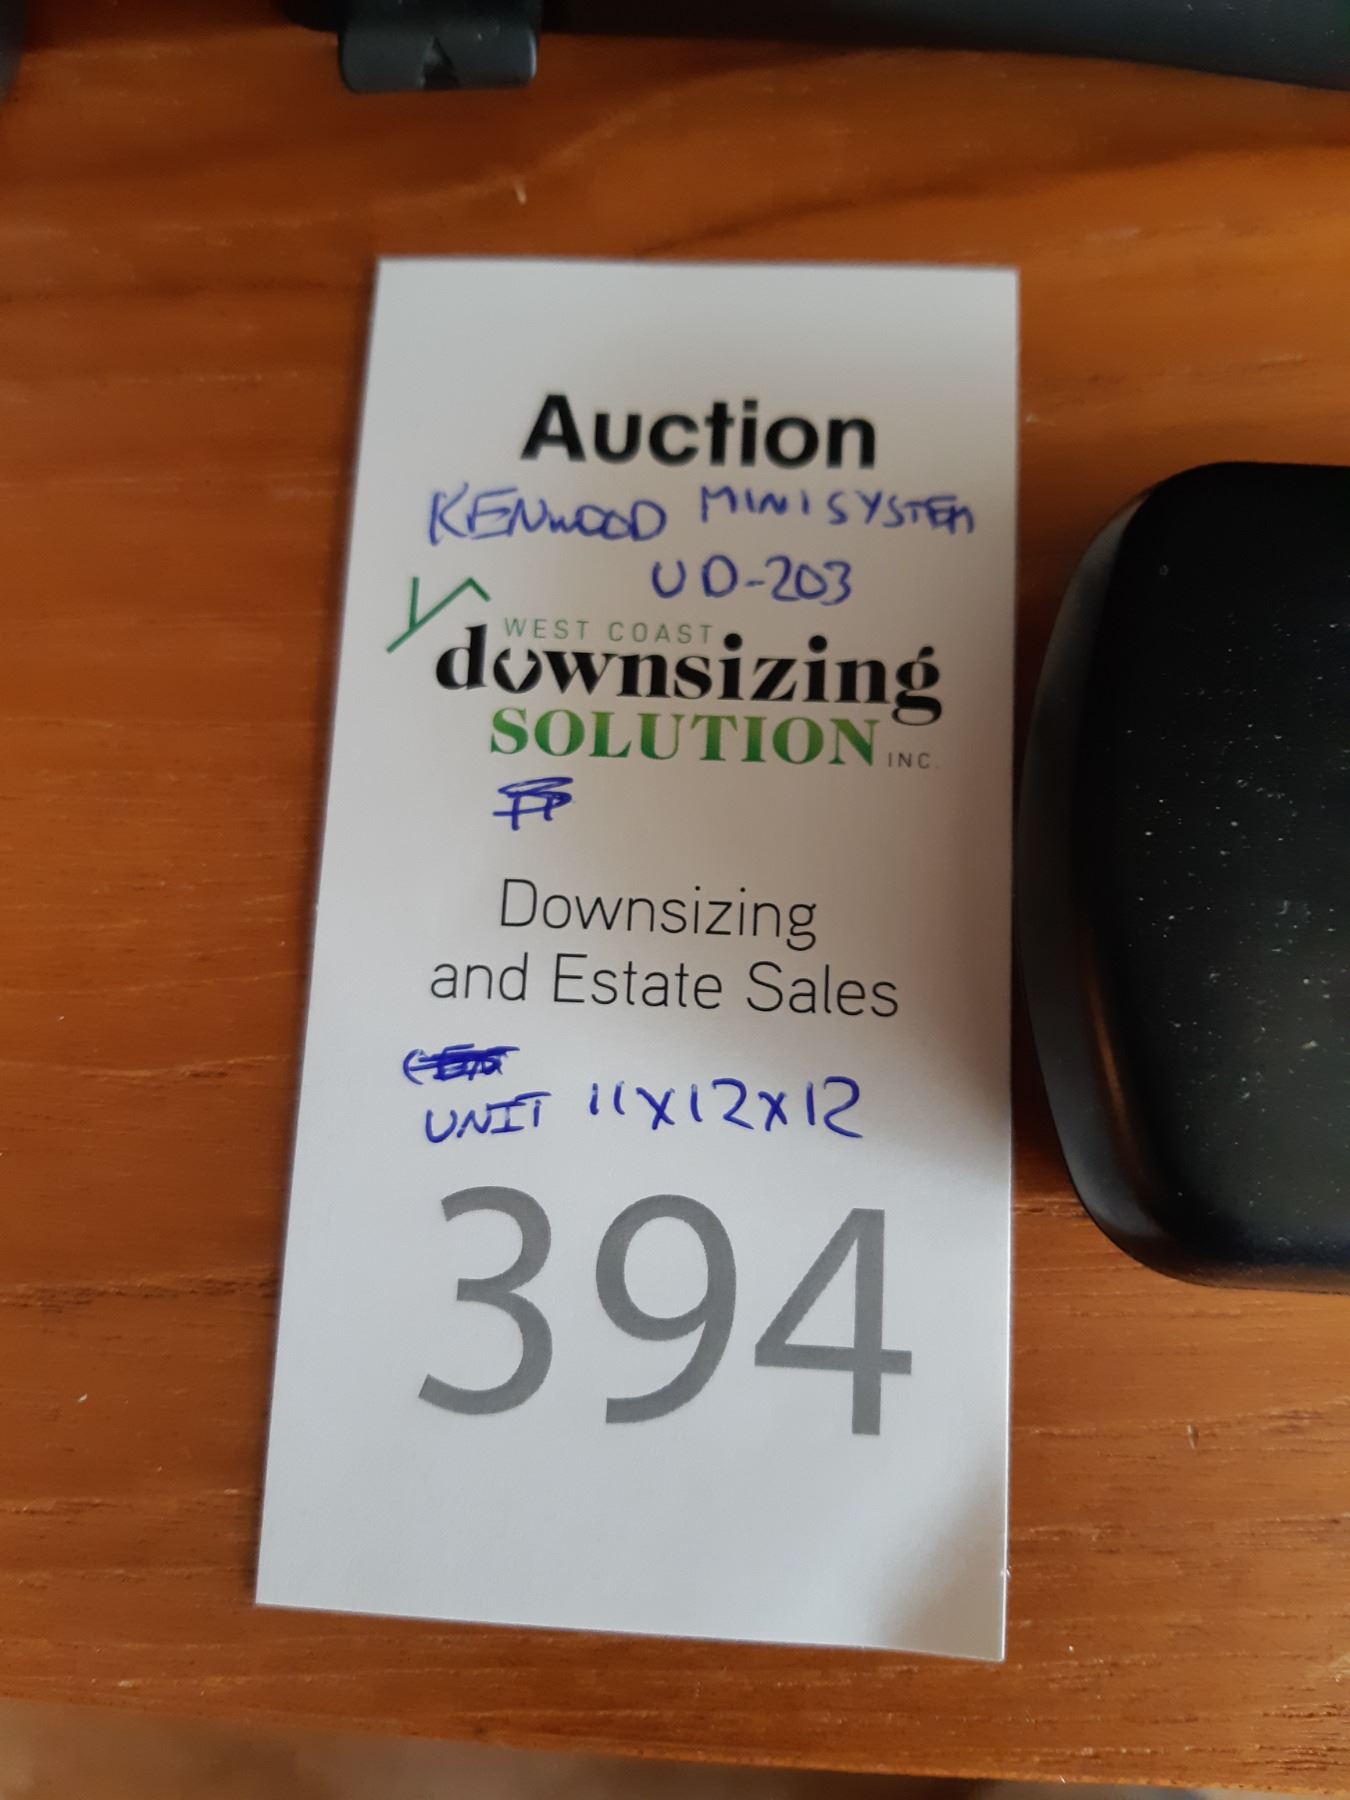 Auction
KENWOOD MINISYSTEM
UD-203
WEST COAST
downsizing
SOLUTION INC.
Downsizing
and Estate Sales
UNIT 11X12X12
394